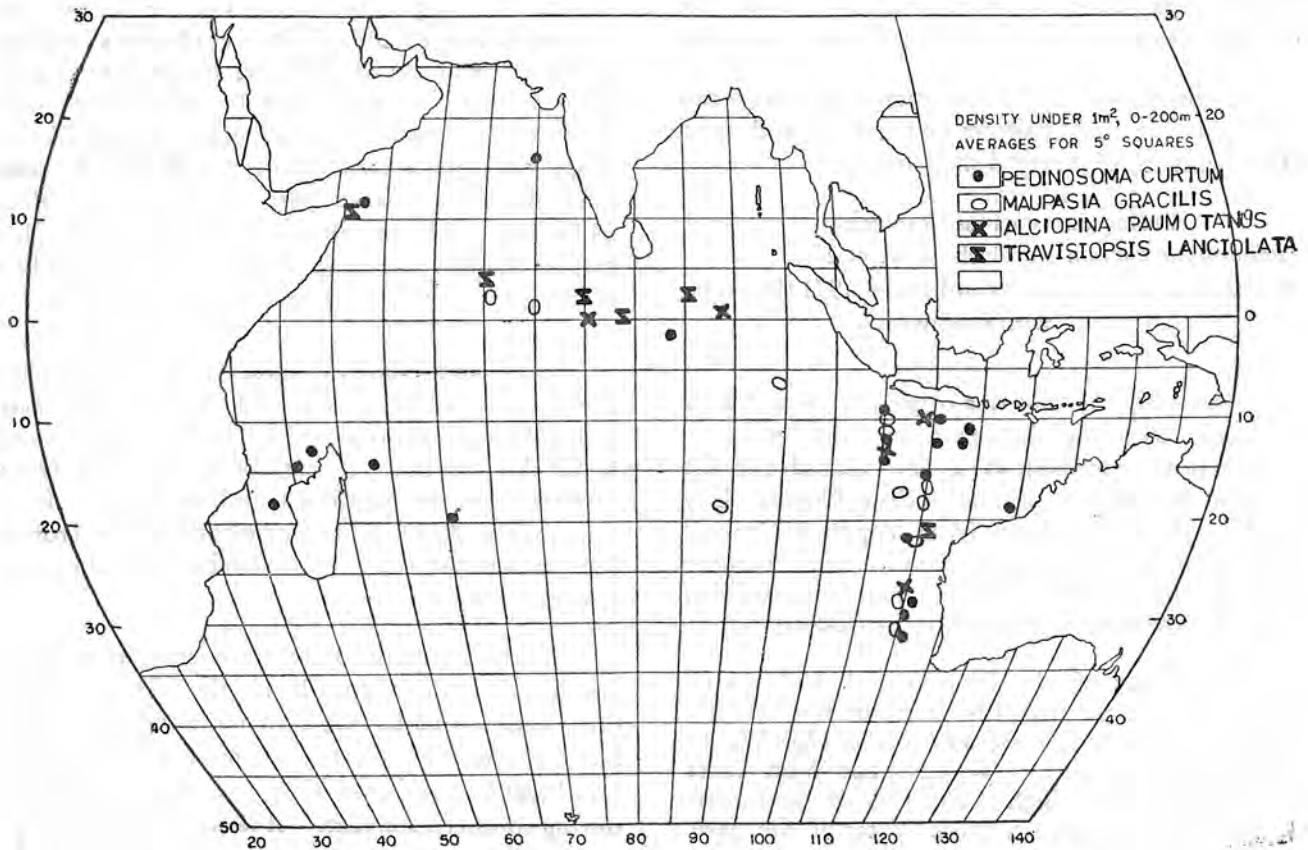 30
30
20
DENSITY UNDER 1m², 0-200m-20
AVERAGES FOR 5° SQUARES
PEDINOSOMA CURTUM
MAUPASIA GRACILIS
ALCIOPINA PAUMOTANUS
TRAVISIOPSIS LANCIOLATA
10
0
0
10
10
20
20
30
30
40
40
50
20 30 40 50 60 70 80 90 100 110 120 130 140